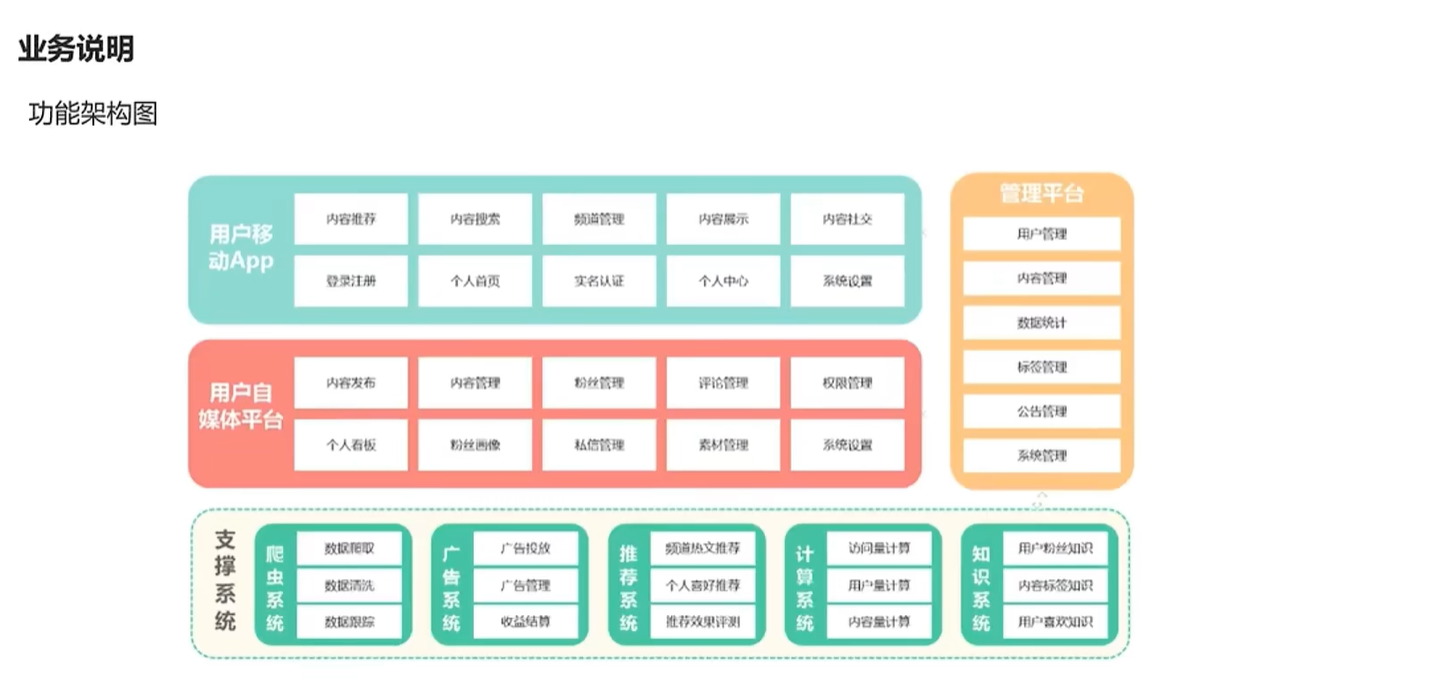 业务说明
功能架构图
用户移
动App
内容推荐
内容搜索
频道管理
内容展示
内容社交
登录注册
个人首页
实名认证
个人中心
系统设置
用户自
媒体平台
内容发布
内容管理
粉丝管理
评论管理
权限管理
个人看板
粉丝画像
私信管理
素材管理
系统设置
管理平台
用户管理
内容管理
数据统计
标签管理
公告管理
系统管理
支撑系统
爬虫系统
数据爬取
数据清洗
数据跟踪
广告系统
广告投放
广告管理
收益结算
推荐系统
频道热文推荐
个人喜好推荐
推荐效果评测
计算系统
访问量计算
用户量计算
内容量计算
知识系统
用户粉丝知识
内容标签知识
用户喜欢知识